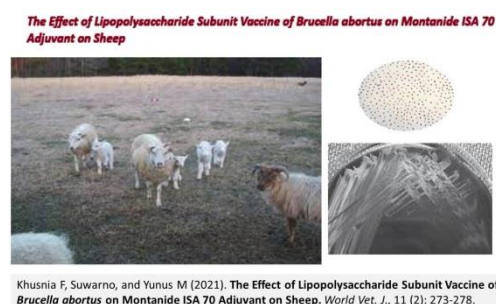 The Effect of Lipopolysaccharide Subunit Vaccine of Brucella abortus on Montanide ISA 70
Adjuvant on Sheep
Khusnia F, Suwarno, and Yunus M (2021). The Effect of Lipopolysaccharide Subunit Vaccine of
Brucella abortus on Montanide ISA 70 Adjuvant on Sheep. World Vet. J., 11 (2): 273-278.